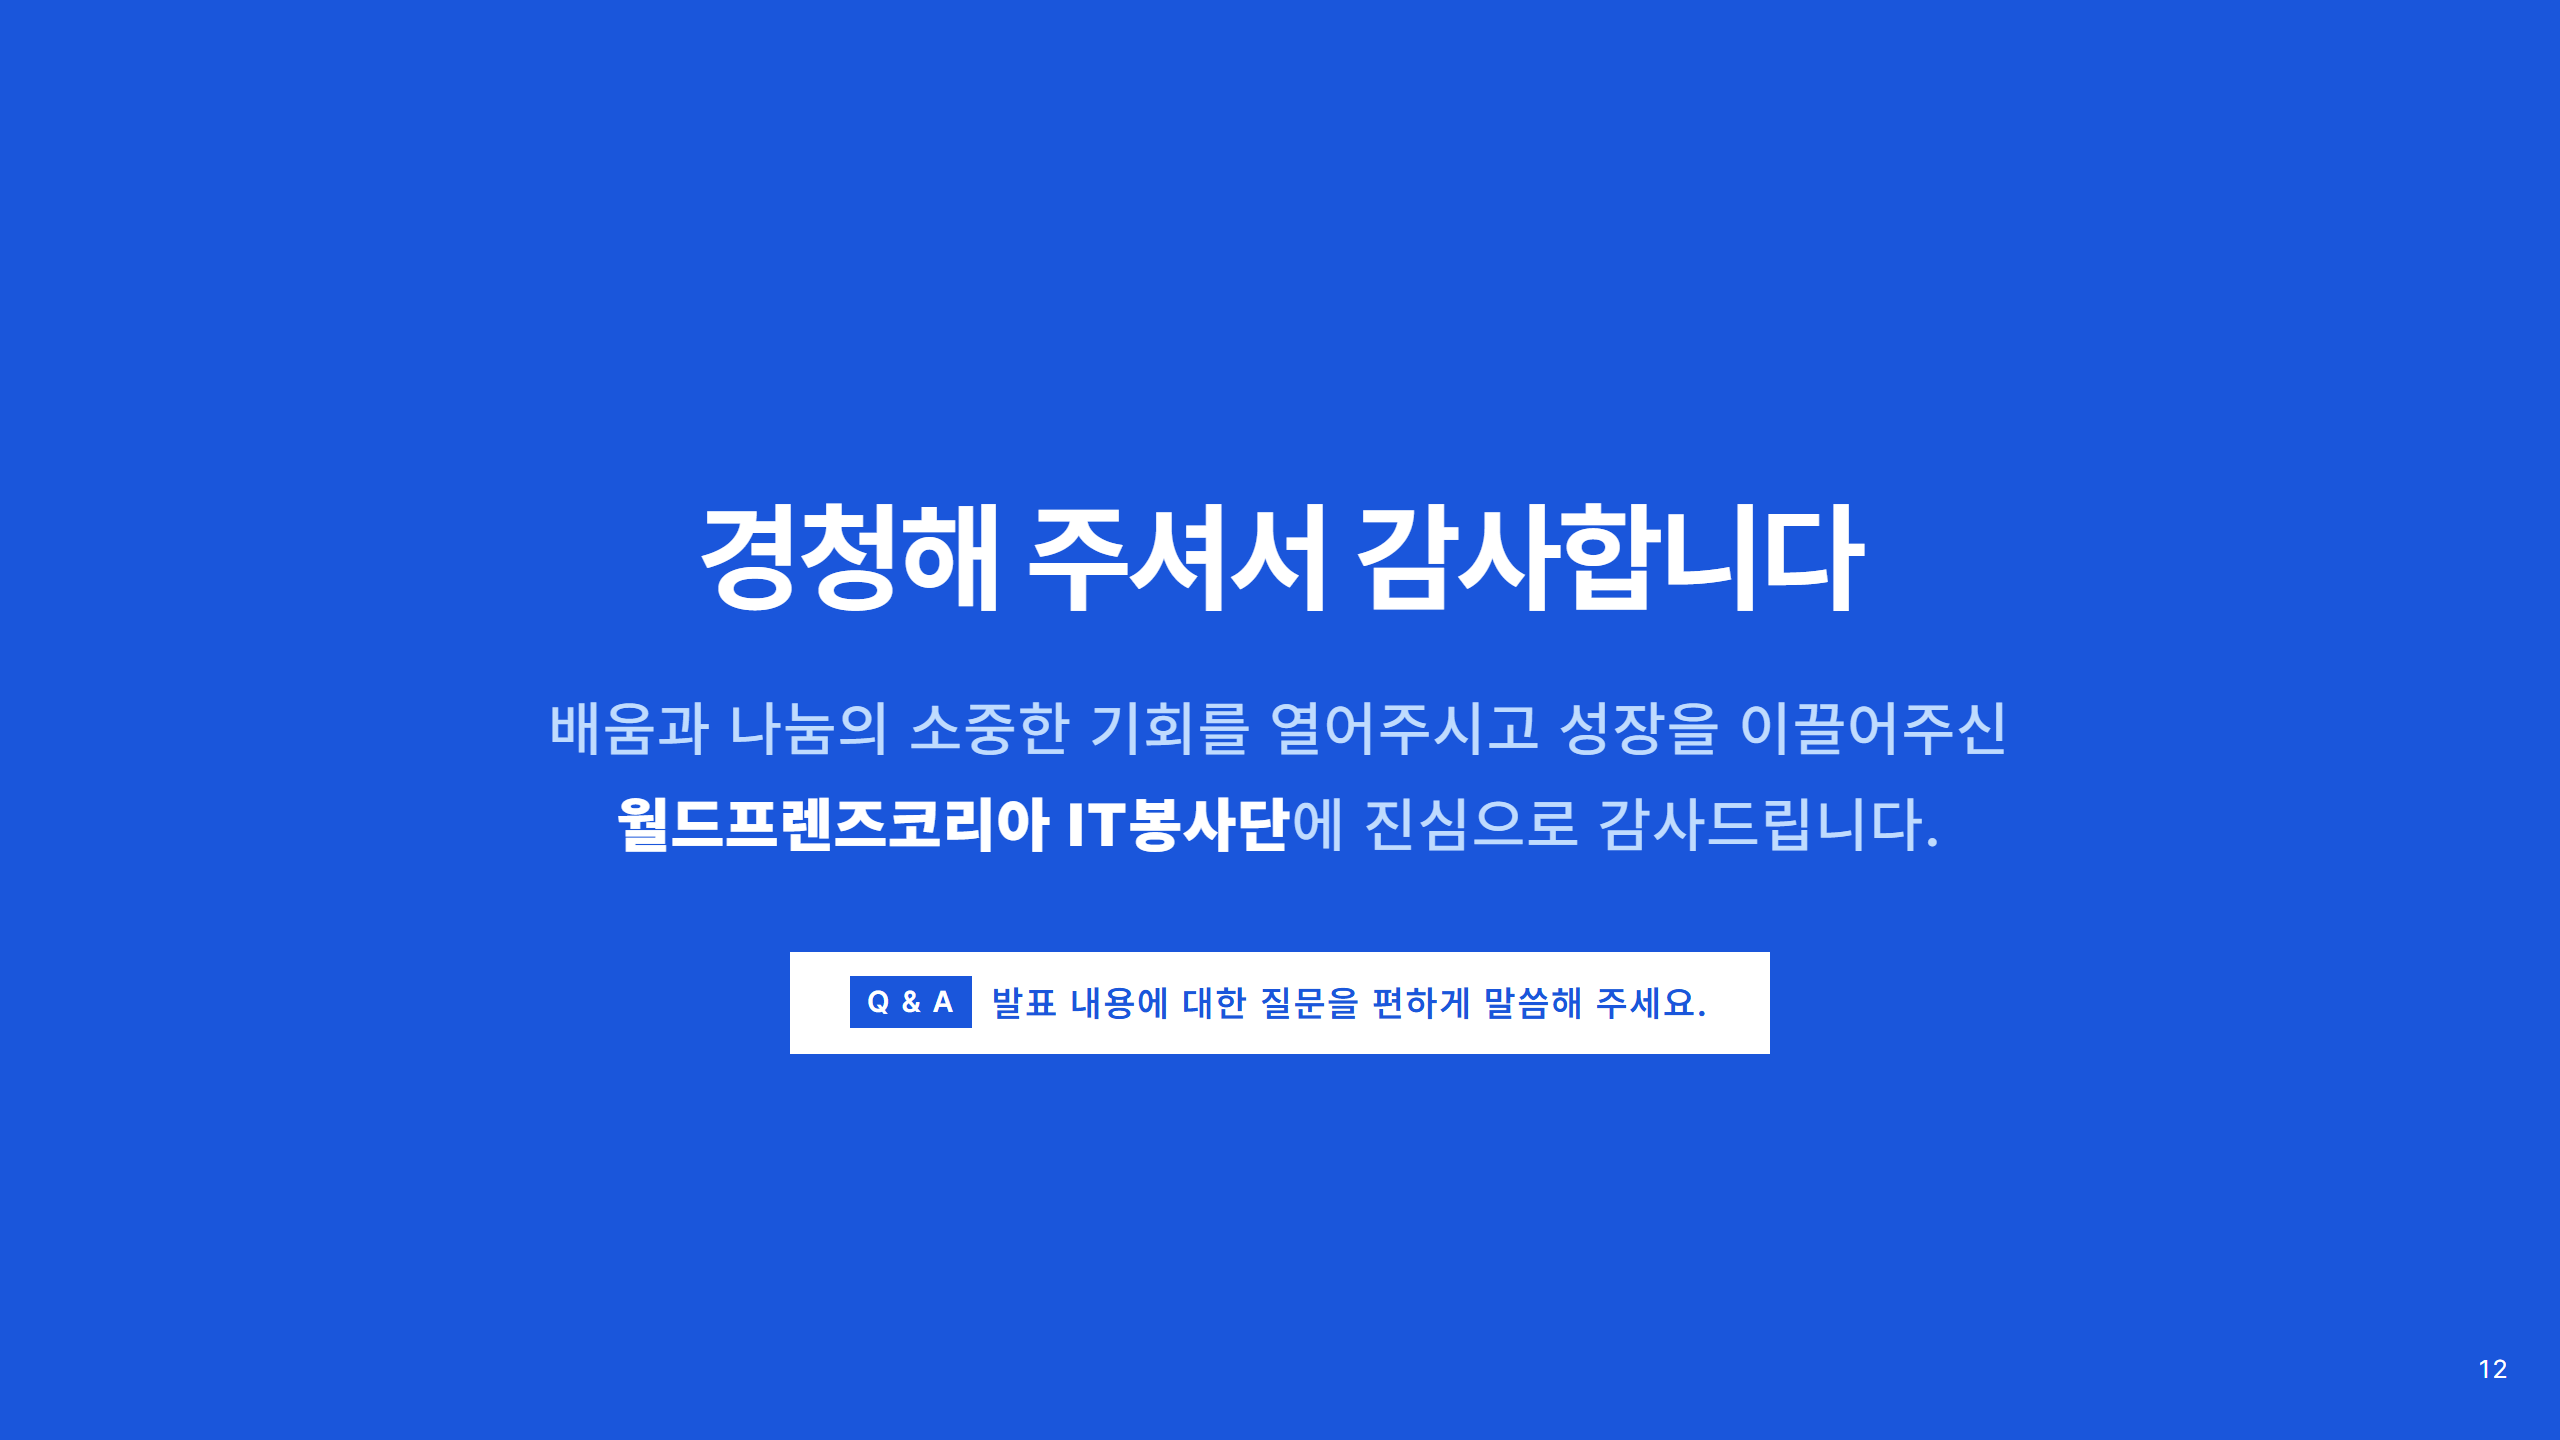 경청해 주셔서 감사합니다
배움과 나눔의 소중한 기회를 열어주시고 성장을 이끌어주신
월드프렌즈코리아 IT봉사단에 진심으로 감사드립니다.
Q & A 발표 내용에 대한 질문을 편하게 말씀해 주세요.
12